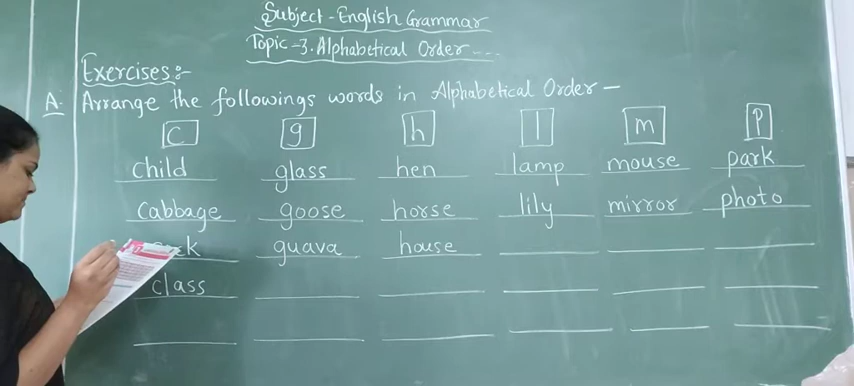 Subject - English Grammar
Topic - 3. Alphabetical Order ---
Exercises :-
A. Arrange the followings words in Alphabetical Order -
c g h l m p
child glass hen lamp mouse park
cabbage goose horse lily mirror photo
guava house
class